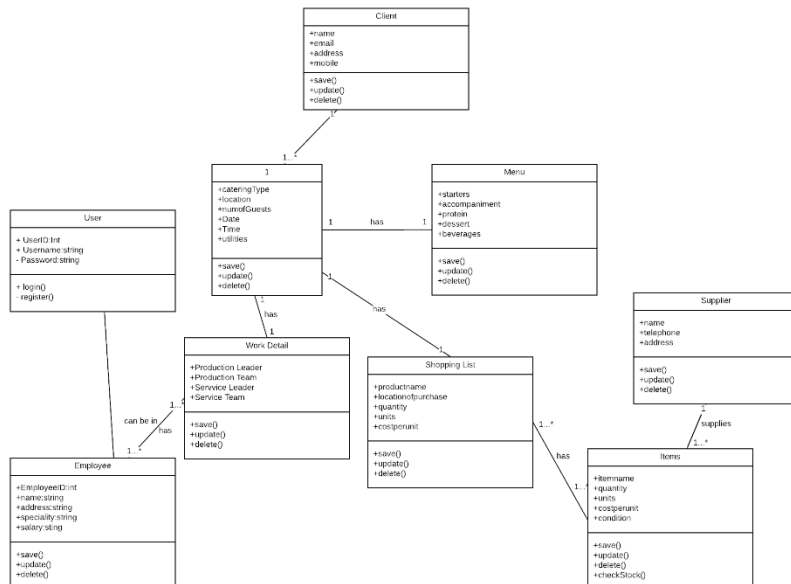 Client
+name
+email
+address
+mobile
+save()
+update()
+delete()
1
1...*
1
+cateringType
+location
+numofGuests
+Date
+Time
+utilities
+save()
+update()
+delete()
1
has
1
Menu
+starters
+accompaniment
+protein
+dessert
+beverages
+save()
+update()
+delete()
User
+ UserID:Int
+ Username:string
- Password:string
+ login()
- register()
1
has
1
1
has
1
Work Detail
+Production Leader
+Production Team
+Servvice Leader
+Service Team
+save()
+update()
+delete()
1...*
can be in
has
1...*
Shopping List
+productname
+locationofpurchase
+quantity
+units
+costperunit
+save()
+update()
+delete()
Supplier
+name
+telephone
+address
+save()
+update()
+delete()
1
supplies
1...*
1...*
has
1...*
Employee
+EmployeeID:int
+name:string
+address:string
+speciality:string
+salary:sting
+save()
+update()
+delete()
Items
+itemname
+quantity
+units
+costperunit
+condition
+save()
+update()
+delete()
+checkStock()